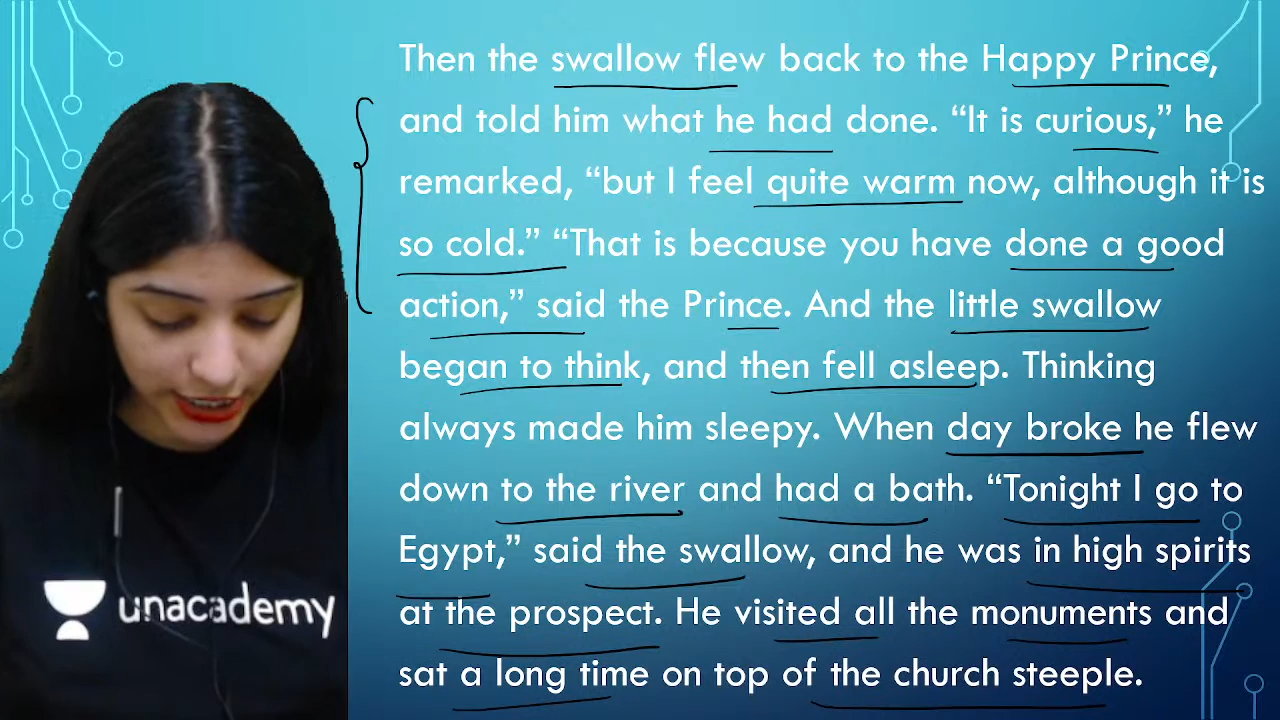 Then the swallow flew back to the Happy Prince,
and told him what he had done. “It is curious,” he
remarked, “but I feel quite warm now, although it is
so cold.” “That is because you have done a good
action,” said the Prince. And the little swallow
began to think, and then fell asleep. Thinking
always made him sleepy. When day broke he flew
down to the river and had a bath. “Tonight I go to
Egypt,” said the swallow, and he was in high spirits
at the prospect. He visited all the monuments and
sat a long time on top of the church steeple.
unacademy